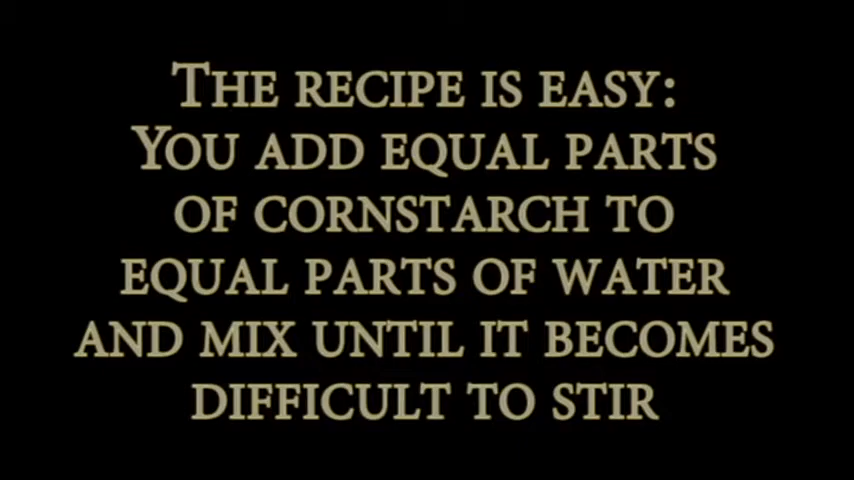 The recipe is easy:
You add equal parts
of cornstarch to
equal parts of water
and mix until it becomes
difficult to stir